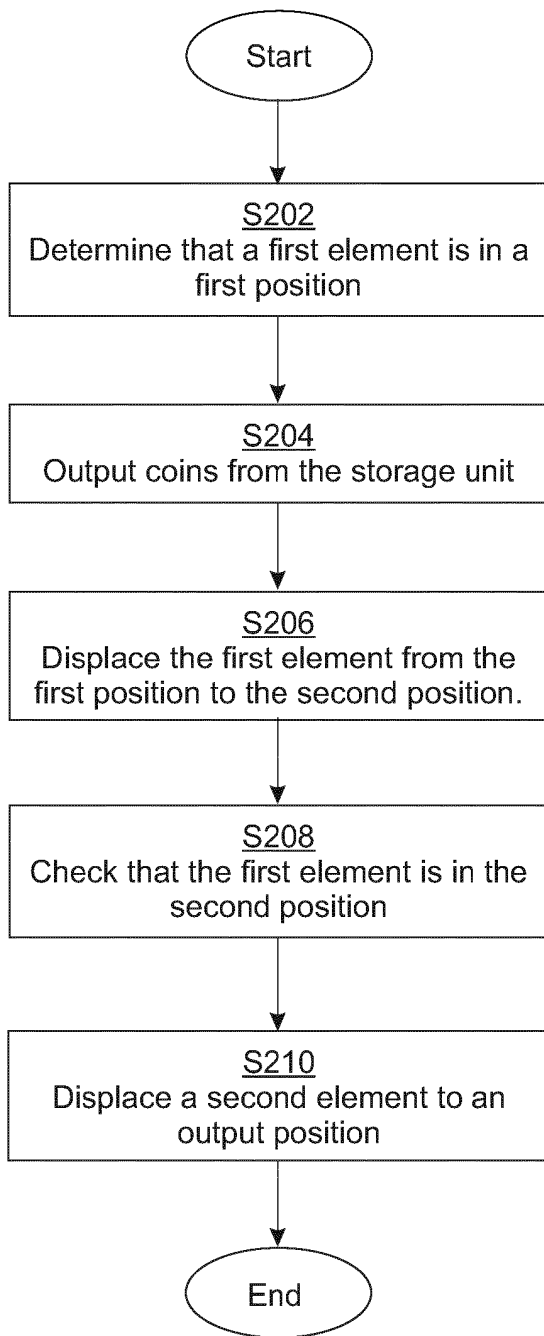 Start
S202
Determine that a first element is in a
first position
S204
Output coins from the storage unit
S206
Displace the first element from the
first position to the second position.
S208
Check that the first element is in the
second position
S210
Displace a second element to an
output position
End